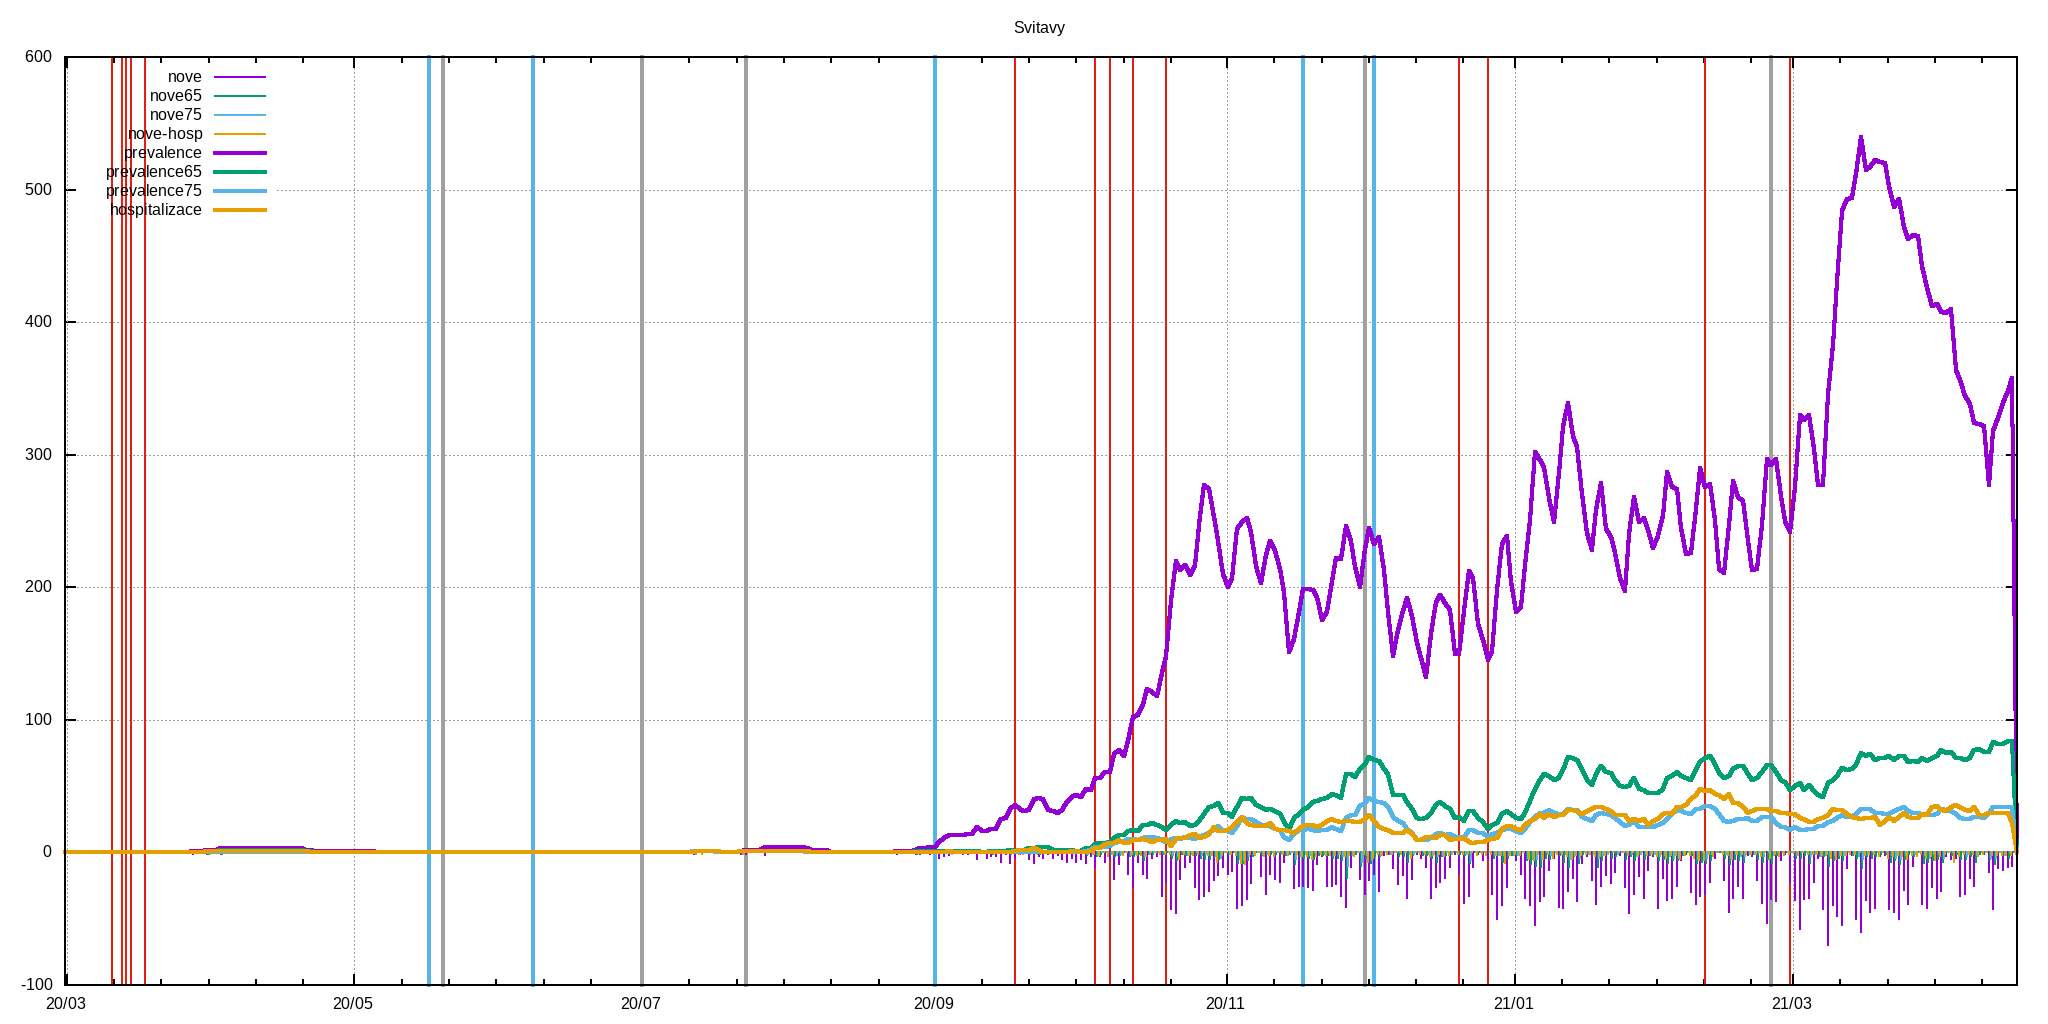 Svitavy
600
nove
nove65
nove75
nove-hosp
prevalence
prevalence65
prevalence75
hospitalizace
500
400
300
200
100
0
-100
20/03 20/05 20/07 20/09 20/11 21/01 21/03